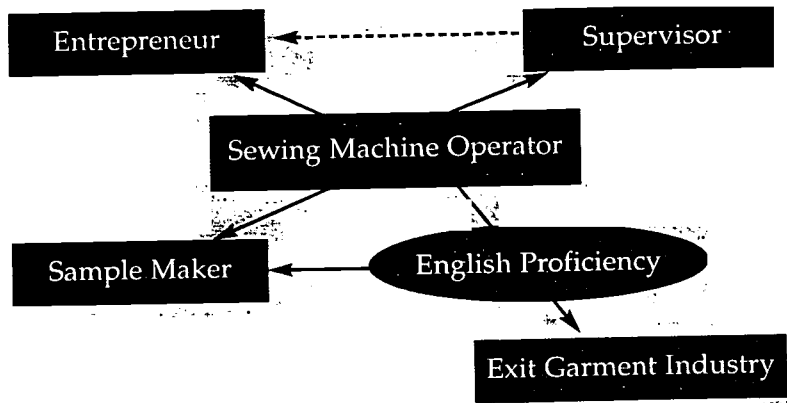 Entrepreneur
Supervisor
Sewing Machine Operator
Sample Maker
English Proficiency
Exit Garment Industry